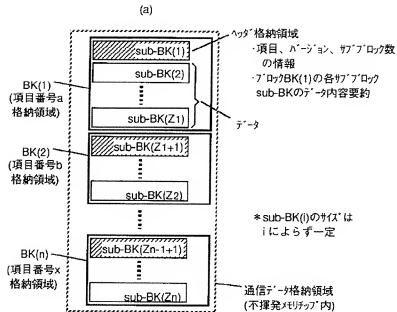 (a)
sub-BK(1)
sub-BK(2)
sub-BK(Z1)
BK(1)
(項目番号a
格納領域)
ヘッダ格納領域
・項目、バージョン、サブブロック数
の情報
・ブロックBK(1)の各サブブロック
sub-BKのデータ内容要約
データ
BK(2)
(項目番号b
格納領域)
sub-BK(Z1+1)
sub-BK(Z2)
*sub-BK(i)のサイズは
iによらず一定
BK(n)
(項目番号x
格納領域)
sub-BK(Zn-1+1)
sub-BK(Zn)
通信データ格納領域
(不揮発メモリチップ内)